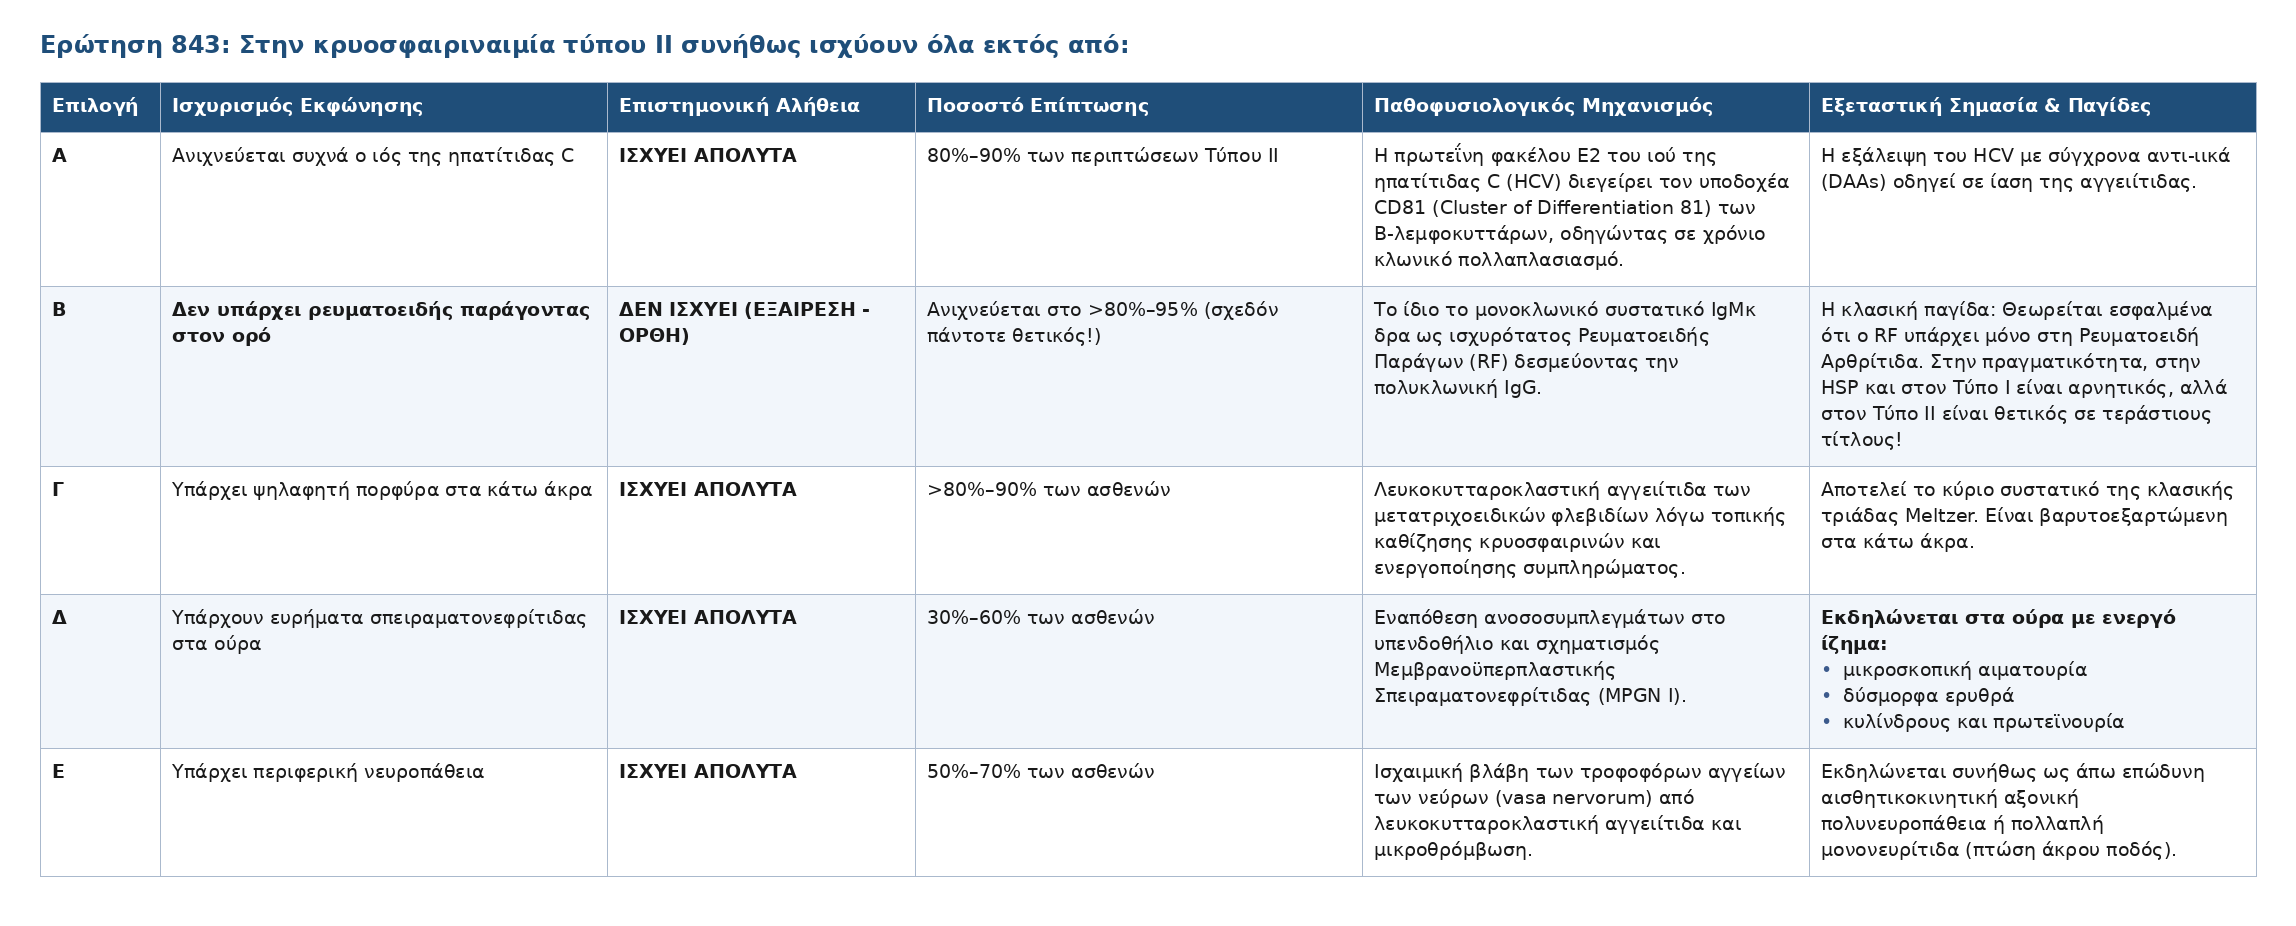 Ερώτηση 843: Στην κρυοσφαιριναιμία τύπου II συνήθως ισχύουν όλα εκτός από:
Επιλογή
Ισχυρισμός Εκφώνησης
Επιστημονική Αλήθεια
Ποσοστό Επίπτωσης
Παθοφυσιολογικός Μηχανισμός
Εξεταστική Σημασία & Παγίδες
Α
Ανιχνεύεται συχνά ο ιός της ηπατίτιδας C
ΙΣΧΥΕΙ ΑΠΟΛΥΤΑ
80%–90% των περιπτώσεων Τύπου II
Η πρωτεΐνη φακέλου E2 του ιού της
ηπατίτιδας C (HCV) διεγείρει τον υποδοχέα
CD81 (Cluster of Differentiation 81) των
Β-λεμφοκυττάρων, οδηγώντας σε χρόνιο
κλωνικό πολλαπλασιασμό.
Η εξάλειψη του HCV με σύγχρονα αντι-ιικά
(DAAs) οδηγεί σε ίαση της αγγειίτιδας.
Β
Δεν υπάρχει ρευματοειδής παράγοντας
στον ορό
ΔΕΝ ΙΣΧΥΕΙ (ΕΞΑΙΡΕΣΗ -
ΟΡΘΗ)
Ανιχνεύεται στο >80%–95% (σχεδόν
πάντοτε θετικός!)
Το ίδιο το μονοκλωνικό συστατικό IgMκ
δρα ως ισχυρότατος Ρευματοειδής
Παράγων (RF) δεσμεύοντας την
πολυκλωνική IgG.
Η κλασική παγίδα: Θεωρείται εσφαλμένα
ότι ο RF υπάρχει μόνο στη Ρευματοειδή
Αρθρίτιδα. Στην πραγματικότητα, στην
HSP και στον Τύπο I είναι αρνητικός, αλλά
στον Τύπο II είναι θετικός σε τεράστιους
τίτλους!
Γ
Υπάρχει ψηλαφητή πορφύρα στα κάτω άκρα
ΙΣΧΥΕΙ ΑΠΟΛΥΤΑ
>80%–90% των ασθενών
Λευκοκυτταροκλαστική αγγειίτιδα των
μετατριχοειδικών φλεβιδίων λόγω τοπικής
καθίζησης κρυοσφαιρινών και
ενεργοποίησης συμπληρώματος.
Αποτελεί το κύριο συστατικό της κλασικής
τριάδας Meltzer. Είναι βαρυτοεξαρτώμενη
στα κάτω άκρα.
Δ
Υπάρχουν ευρήματα σπειραματονεφρίτιδας
στα ούρα
ΙΣΧΥΕΙ ΑΠΟΛΥΤΑ
30%–60% των ασθενών
Εναπόθεση ανοσοσυμπλεγμάτων στο
υπενδοθήλιο και σχηματισμός
Μεμβρανοϋπερπλαστικής
Σπειραματονεφρίτιδας (MPGN I).
Εκδηλώνεται στα ούρα με ενεργό
ίζημα:
• μικροσκοπική αιματουρία
• δύσμορφα ερυθρά
• κυλίνδρους και πρωτεϊνουρία
Ε
Υπάρχει περιφερική νευροπάθεια
ΙΣΧΥΕΙ ΑΠΟΛΥΤΑ
50%–70% των ασθενών
Ισχαιμική βλάβη των τροφοφόρων αγγείων
των νεύρων (vasa nervorum) από
λευκοκυτταροκλαστική αγγειίτιδα και
μικροθρόμβωση.
Εκδηλώνεται συνήθως ως άπω επώδυνη
αισθητικοκινητική αξονική
πολυνευροπάθεια ή πολλαπλή
μονονευρίτιδα (πτώση άκρου ποδός).